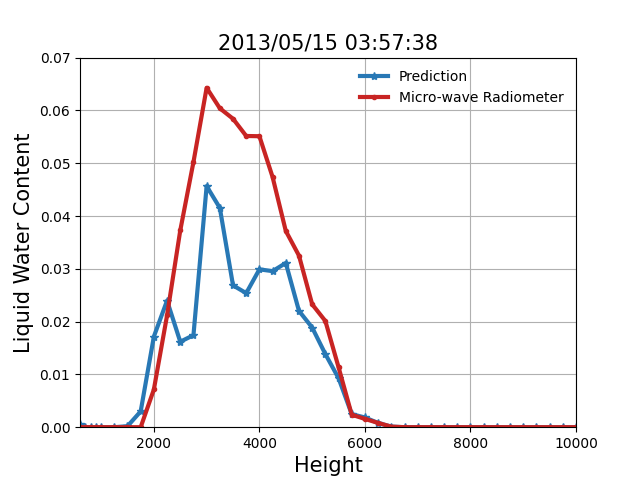 2013/05/15 03:57:38
0.07
0.06
0.05
0.04
0.03
0.02
0.01
0.00
Liquid Water Content
Prediction
Micro-wave Radiometer
2000 4000 6000 8000 10000
Height